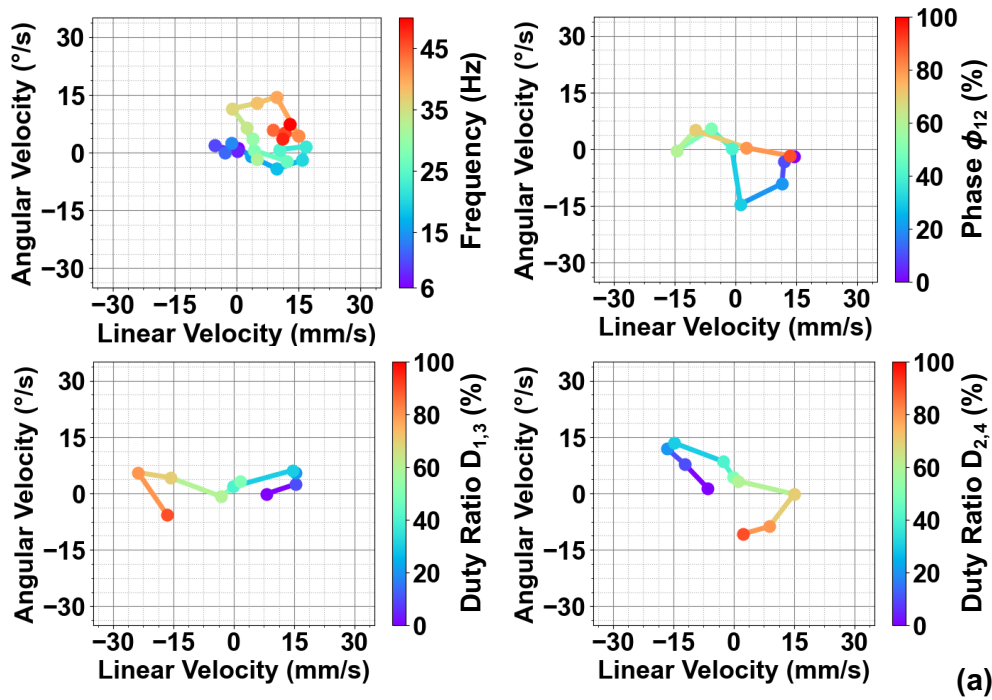 30
15
0
−15
−30
Angular Velocity (°/s)
−30 −15 0 15 30
Linear Velocity (mm/s)
45
35
25
15
6
Frequency (Hz)
30
15
0
−15
−30
Angular Velocity (°/s)
−30 −15 0 15 30
Linear Velocity (mm/s)
100
80
60
40
20
0
Phase ϕ₁₂ (%)
30
15
0
−15
−30
Angular Velocity (°/s)
−30 −15 0 15 30
Linear Velocity (mm/s)
100
80
60
40
20
0
Duty Ratio D₁,₃ (%)
30
15
0
−15
−30
Angular Velocity (°/s)
−30 −15 0 15 30
Linear Velocity (mm/s)
100
80
60
40
20
0
Duty Ratio D₂,₄ (%)
(a)